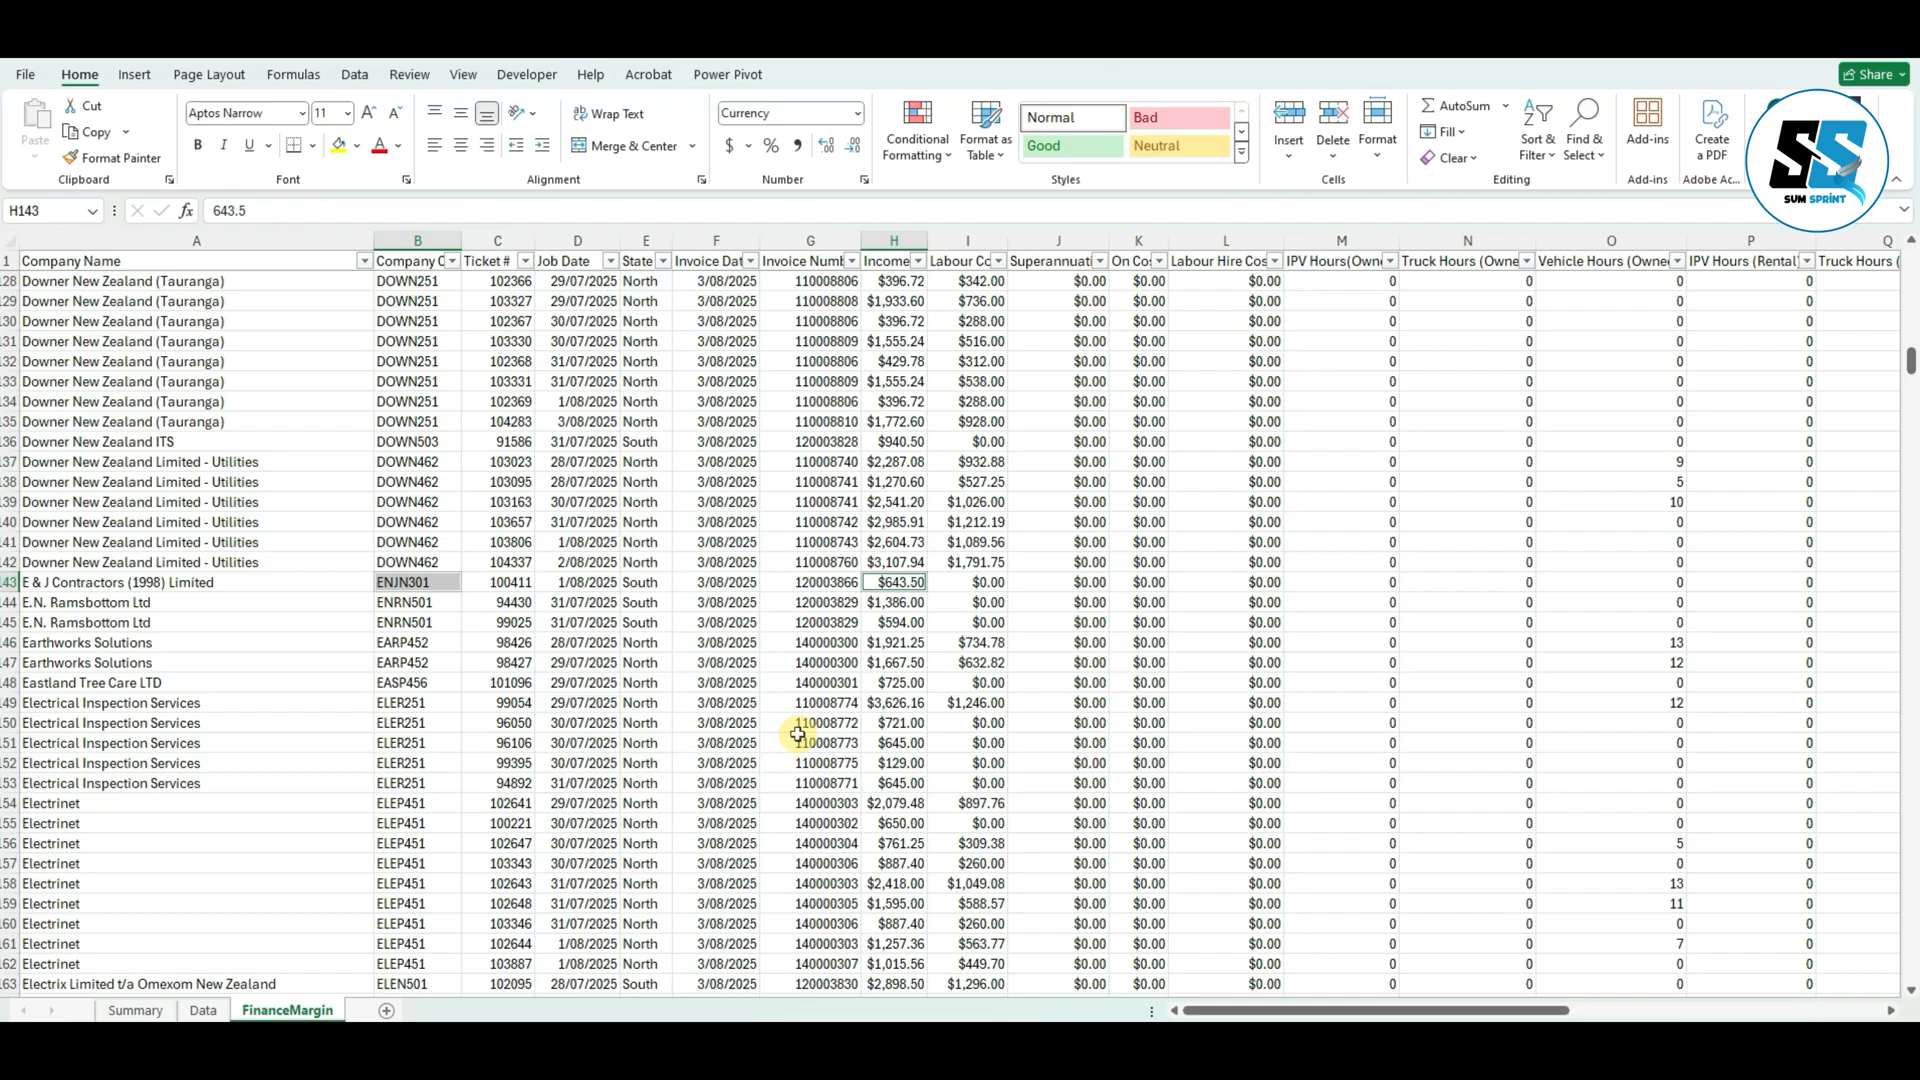 File Home Insert Page Layout Formulas Data Review View Developer Help Acrobat Power Pivot Share
Paste Cut Copy Format Painter Clipboard
Aptos Narrow 11 B I U Font
Wrap Text Merge & Center Alignment
Currency $ % Number
Conditional Formatting Format as Table Normal Bad Good Neutral Styles
Insert Delete Format Cells
AutoSum Fill Clear Sort & Filter Find & Select Editing
Add-ins Add-ins
Create a PDF Adobe Ac...
SS SUM SPRINT
H143 fx 643.5
A B C D E F G H I J K L M N O P Q
1 Company Name Company C Ticket # Job Date State Invoice Dat Invoice Numb Income Labour Co Superannuati On Cos Labour Hire Cos IPV Hours(Owne Truck Hours (Owne Vehicle Hours (Owned IPV Hours (Rental) Truck Hours (
128 Downer New Zealand (Tauranga) DOWN251 102366 29/07/2025 North 3/08/2025 110008806 $396.72 $342.00 $0.00 $0.00 $0.00 0 0 0 0
129 Downer New Zealand (Tauranga) DOWN251 103327 29/07/2025 North 3/08/2025 110008808 $1,933.60 $736.00 $0.00 $0.00 $0.00 0 0 0 0
130 Downer New Zealand (Tauranga) DOWN251 102367 30/07/2025 North 3/08/2025 110008806 $396.72 $288.00 $0.00 $0.00 $0.00 0 0 0 0
131 Downer New Zealand (Tauranga) DOWN251 103330 30/07/2025 North 3/08/2025 110008809 $1,555.24 $516.00 $0.00 $0.00 $0.00 0 0 0 0
132 Downer New Zealand (Tauranga) DOWN251 102368 31/07/2025 North 3/08/2025 110008806 $429.78 $312.00 $0.00 $0.00 $0.00 0 0 0 0
133 Downer New Zealand (Tauranga) DOWN251 103331 31/07/2025 North 3/08/2025 110008809 $1,555.24 $538.00 $0.00 $0.00 $0.00 0 0 0 0
134 Downer New Zealand (Tauranga) DOWN251 102369 1/08/2025 North 3/08/2025 110008806 $396.72 $288.00 $0.00 $0.00 $0.00 0 0 0 0
135 Downer New Zealand (Tauranga) DOWN251 104283 3/08/2025 North 3/08/2025 110008810 $1,772.60 $928.00 $0.00 $0.00 $0.00 0 0 0 0
136 Downer New Zealand ITS DOWN503 91586 31/07/2025 South 3/08/2025 120003828 $940.50 $0.00 $0.00 $0.00 $0.00 0 0 0 0
137 Downer New Zealand Limited - Utilities DOWN462 103023 28/07/2025 North 3/08/2025 110008740 $2,287.08 $932.88 $0.00 $0.00 $0.00 0 0 9 0
138 Downer New Zealand Limited - Utilities DOWN462 103095 28/07/2025 North 3/08/2025 110008741 $1,270.60 $527.25 $0.00 $0.00 $0.00 0 0 5 0
139 Downer New Zealand Limited - Utilities DOWN462 103163 30/07/2025 North 3/08/2025 110008741 $2,541.20 $1,026.00 $0.00 $0.00 $0.00 0 0 10 0
140 Downer New Zealand Limited - Utilities DOWN462 103657 31/07/2025 North 3/08/2025 110008742 $2,985.91 $1,212.19 $0.00 $0.00 $0.00 0 0 0 0
141 Downer New Zealand Limited - Utilities DOWN462 103806 1/08/2025 North 3/08/2025 110008743 $2,604.73 $1,089.56 $0.00 $0.00 $0.00 0 0 0 0
142 Downer New Zealand Limited - Utilities DOWN462 104337 2/08/2025 North 3/08/2025 110008760 $3,107.94 $1,791.75 $0.00 $0.00 $0.00 0 0 0 0
143 E & J Contractors (1998) Limited ENJN301 100411 1/08/2025 South 3/08/2025 120003866 $643.50 $0.00 $0.00 $0.00 $0.00 0 0 0 0
144 E.N. Ramsbottom Ltd ENRN501 94430 31/07/2025 South 3/08/2025 120003829 $1,386.00 $0.00 $0.00 $0.00 $0.00 0 0 0 0
145 E.N. Ramsbottom Ltd ENRN501 99025 31/07/2025 South 3/08/2025 120003829 $594.00 $0.00 $0.00 $0.00 $0.00 0 0 0 0
146 Earthworks Solutions EARP452 98426 28/07/2025 North 3/08/2025 140000300 $1,921.25 $734.78 $0.00 $0.00 $0.00 0 0 13 0
147 Earthworks Solutions EARP452 98427 29/07/2025 North 3/08/2025 140000300 $1,667.50 $632.82 $0.00 $0.00 $0.00 0 0 12 0
148 Eastland Tree Care LTD EASP456 101096 29/07/2025 North 3/08/2025 140000301 $725.00 $0.00 $0.00 $0.00 $0.00 0 0 0 0
149 Electrical Inspection Services ELER251 99054 29/07/2025 North 3/08/2025 110008774 $3,626.16 $1,246.00 $0.00 $0.00 $0.00 0 0 12 0
150 Electrical Inspection Services ELER251 96050 30/07/2025 North 3/08/2025 110008772 $721.00 $0.00 $0.00 $0.00 $0.00 0 0 0 0
151 Electrical Inspection Services ELER251 96106 30/07/2025 North 3/08/2025 110008773 $645.00 $0.00 $0.00 $0.00 $0.00 0 0 0 0
152 Electrical Inspection Services ELER251 99395 30/07/2025 North 3/08/2025 110008775 $129.00 $0.00 $0.00 $0.00 $0.00 0 0 0 0
153 Electrical Inspection Services ELER251 94892 31/07/2025 North 3/08/2025 110008771 $645.00 $0.00 $0.00 $0.00 $0.00 0 0 0 0
154 Electrinet ELEP451 102641 29/07/2025 North 3/08/2025 140000303 $2,079.48 $897.76 $0.00 $0.00 $0.00 0 0 0 0
155 Electrinet ELEP451 100221 30/07/2025 North 3/08/2025 140000302 $650.00 $0.00 $0.00 $0.00 $0.00 0 0 0 0
156 Electrinet ELEP451 102647 30/07/2025 North 3/08/2025 140000304 $761.25 $309.38 $0.00 $0.00 $0.00 0 0 5 0
157 Electrinet ELEP451 103343 30/07/2025 North 3/08/2025 140000306 $887.40 $260.00 $0.00 $0.00 $0.00 0 0 0 0
158 Electrinet ELEP451 102643 31/07/2025 North 3/08/2025 140000303 $2,418.00 $1,049.08 $0.00 $0.00 $0.00 0 0 13 0
159 Electrinet ELEP451 102648 31/07/2025 North 3/08/2025 140000305 $1,595.00 $588.57 $0.00 $0.00 $0.00 0 0 11 0
160 Electrinet ELEP451 103346 31/07/2025 North 3/08/2025 140000306 $887.40 $260.00 $0.00 $0.00 $0.00 0 0 0 0
161 Electrinet ELEP451 102644 1/08/2025 North 3/08/2025 140000303 $1,257.36 $563.77 $0.00 $0.00 $0.00 0 0 7 0
162 Electrinet ELEP451 103887 1/08/2025 North 3/08/2025 140000307 $1,015.56 $449.70 $0.00 $0.00 $0.00 0 0 0 0
163 Electrix Limited t/a Omexom New Zealand ELEN501 102095 28/07/2025 South 3/08/2025 120003830 $2,898.50 $1,296.00 $0.00 $0.00 $0.00 0 0 0 0
Summary Data FinanceMargin